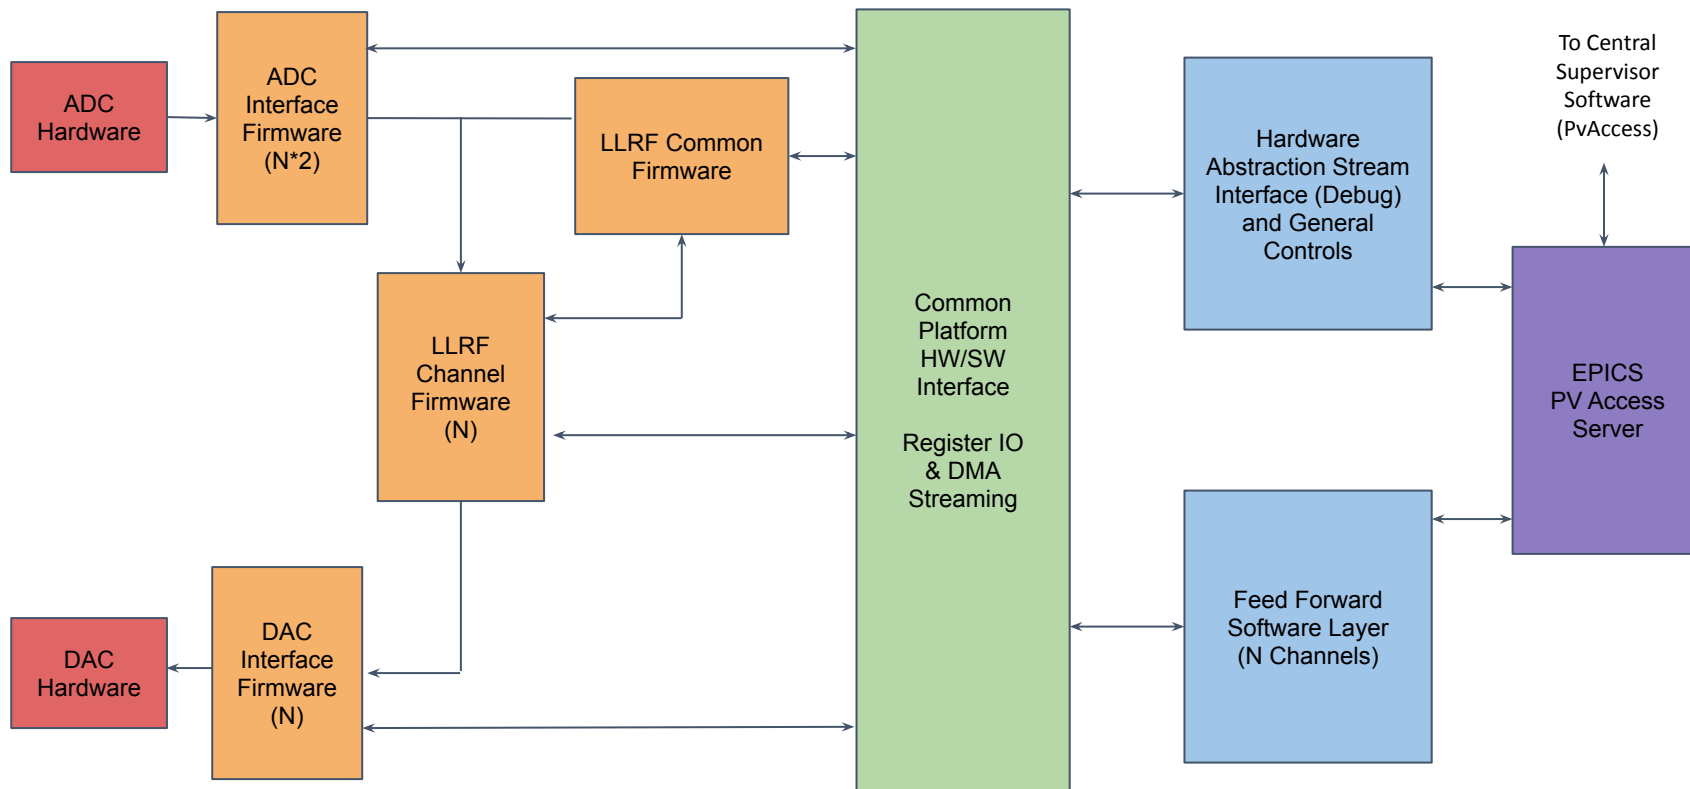 ADC
Hardware
ADC
Interface
Firmware
(N*2)
LLRF Common
Firmware
LLRF
Channel
Firmware
(N)
DAC
Hardware
DAC
Interface
Firmware
(N)
Common
Platform
HW/SW
Interface
Register IO
& DMA
Streaming
Hardware
Abstraction Stream
Interface (Debug)
and General
Controls
Feed Forward
Software Layer
(N Channels)
To Central
Supervisor
Software
(PvAccess)
EPICS
PV Access
Server